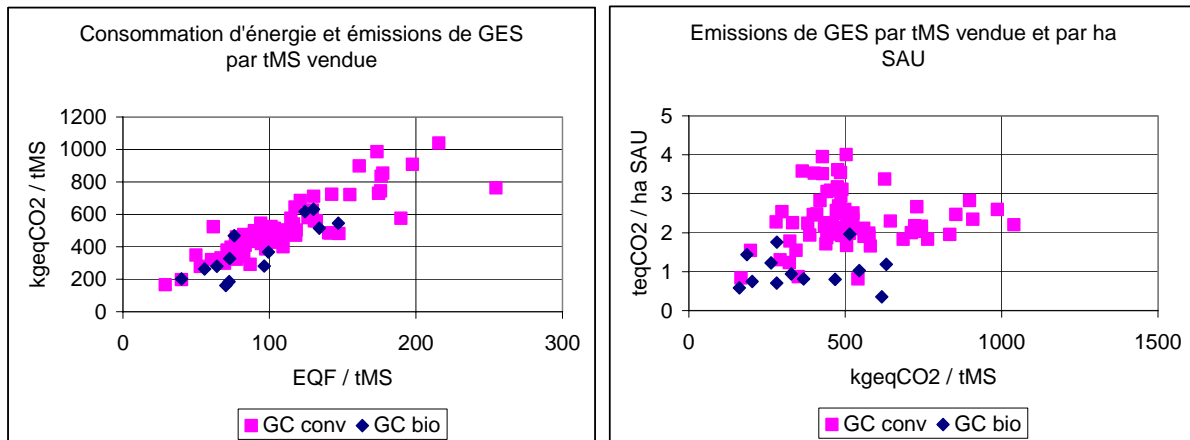 Consommation d'énergie et émissions de GES
par tMS vendue
kgeqCO2 / tMS
1200
1000
800
600
400
200
0
0 100 200 300
EQF / tMS
GC conv GC bio
Emissions de GES par tMS vendue et par ha
SAU
teqCO2 / ha SAU
5
4
3
2
1
0
0 500 1000 1500
kgeqCO2 / tMS
GC conv GC bio